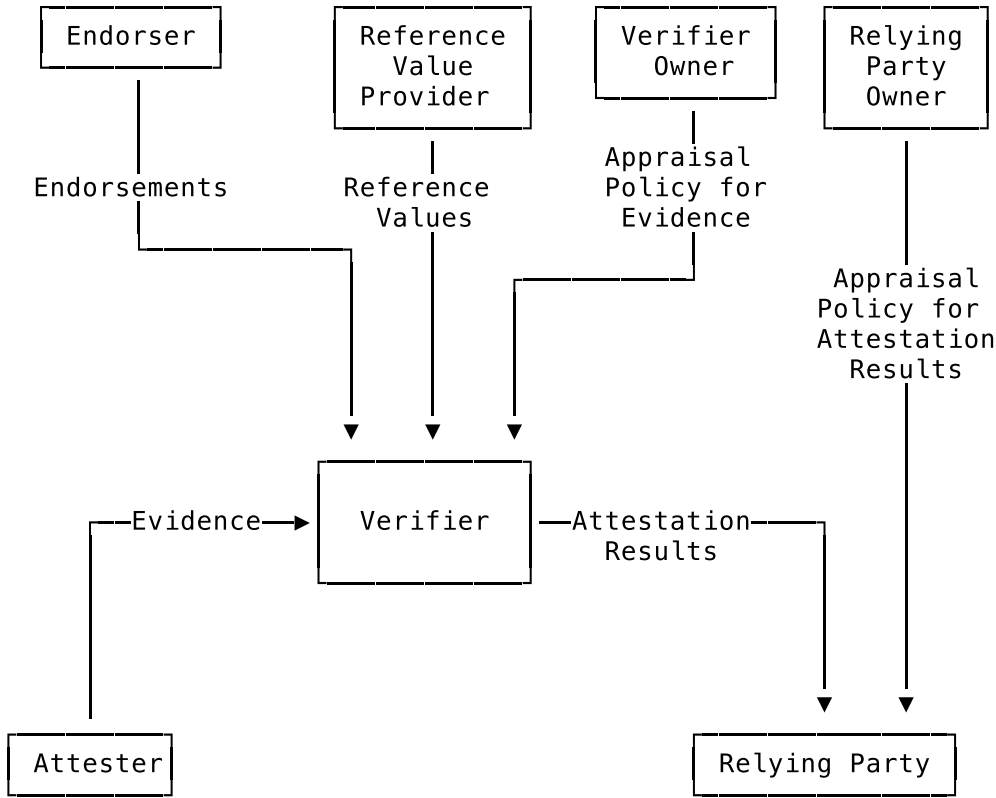 Endorser
Reference
Value
Provider
Verifier
Owner
Relying
Party
Owner
Endorsements
Reference
Values
Appraisal
Policy for
Evidence
Appraisal
Policy for
Attestation
Results
Evidence
Verifier
Attestation
Results
Attester
Relying Party